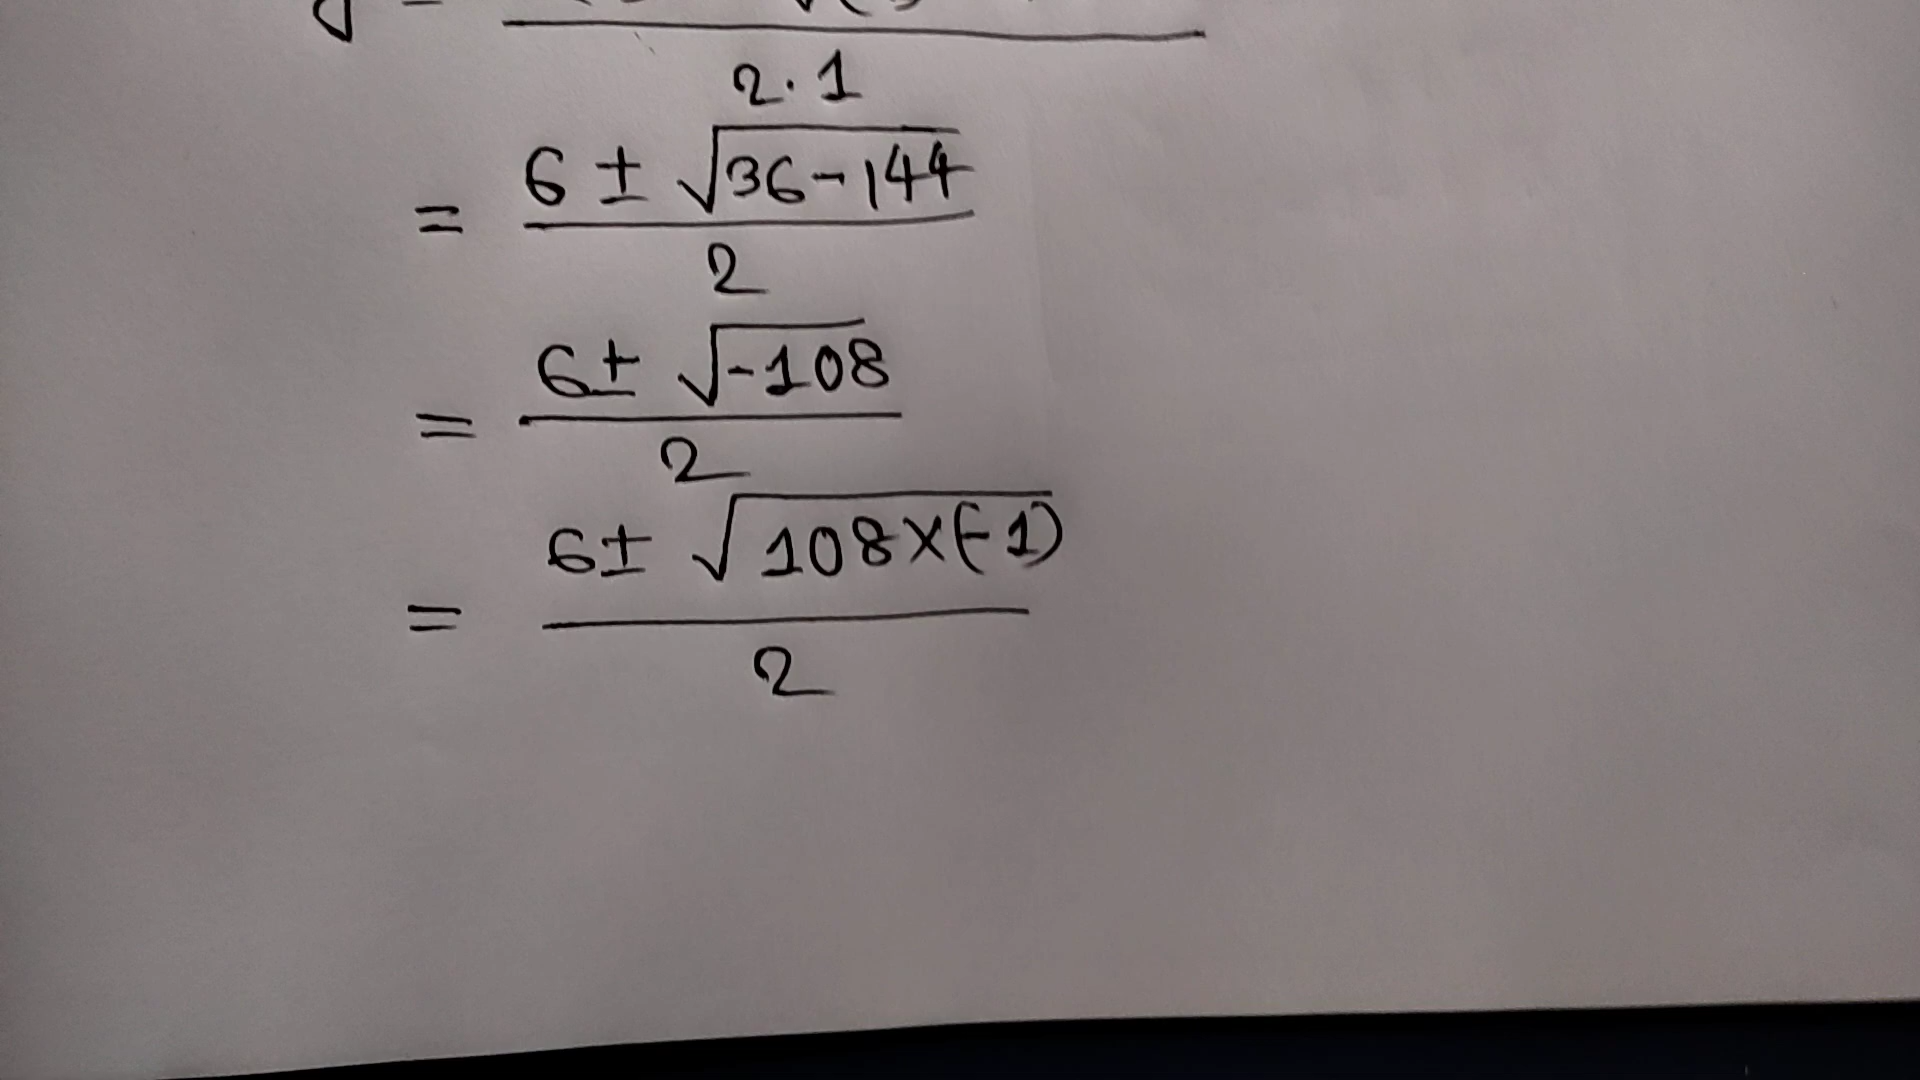 2.1
= 6 ± √36-144
2
= 6± √-108
2
= 6± √108×(-1)
2